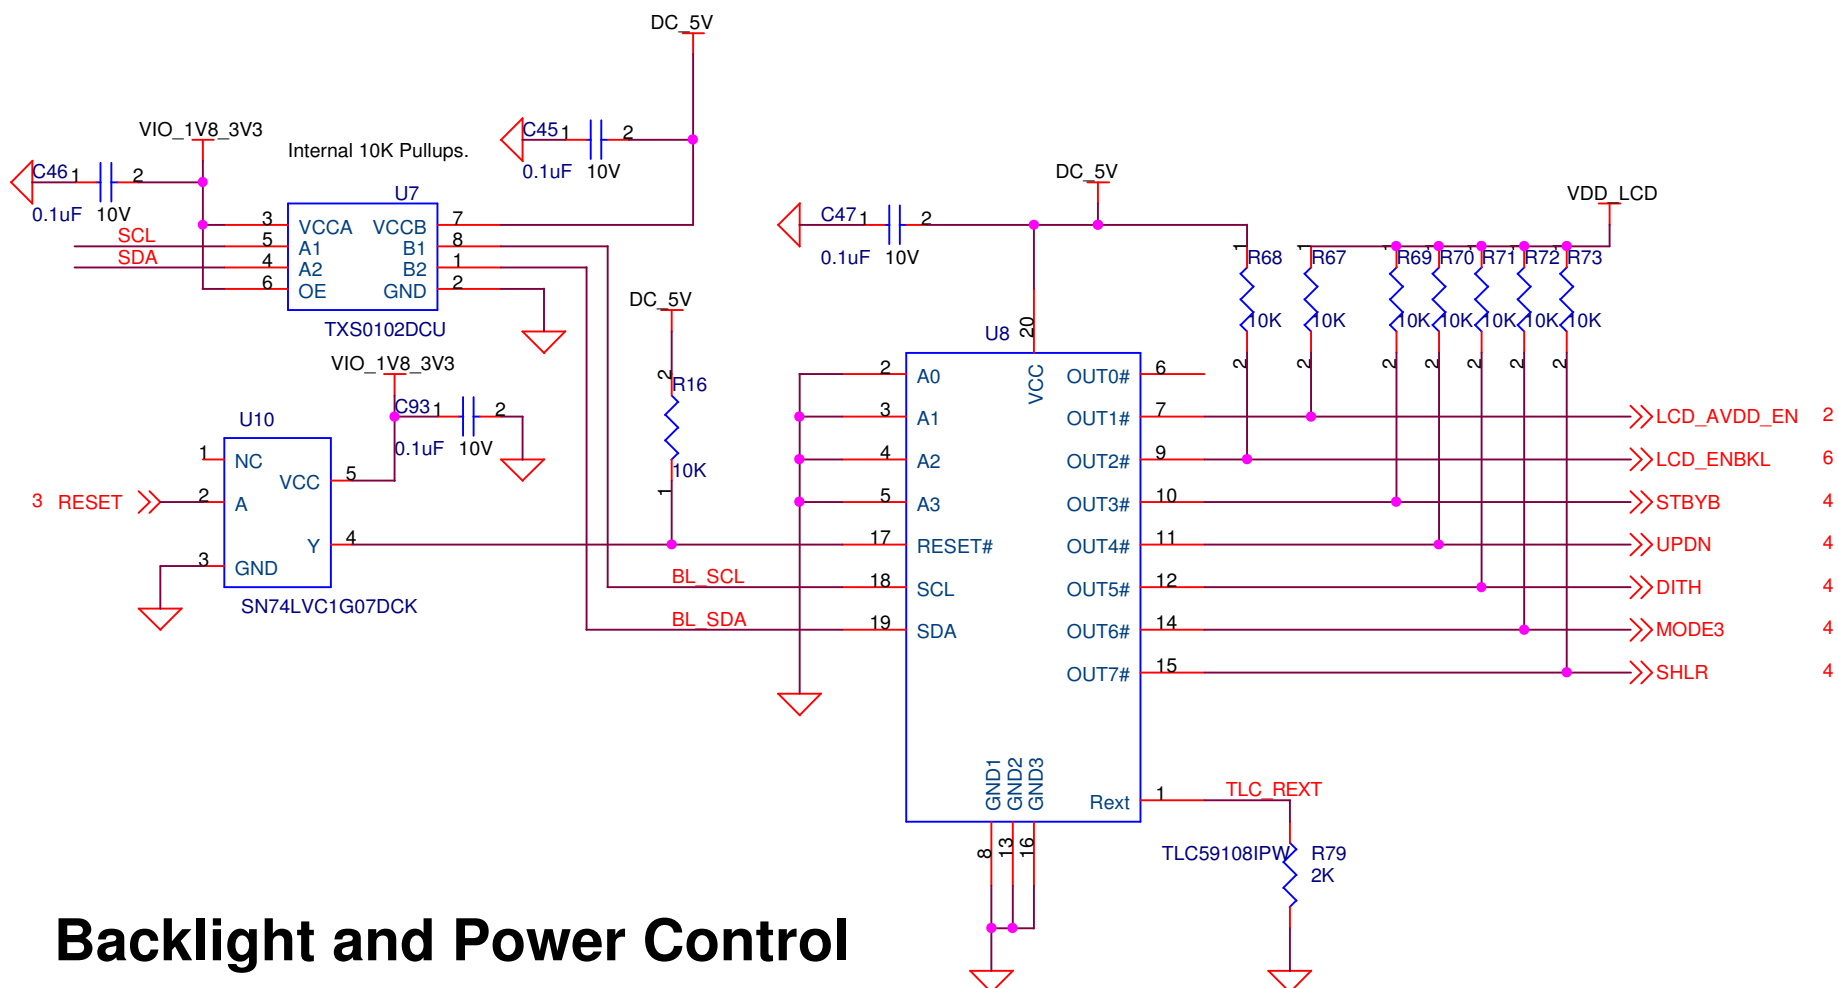 DC_5V
VIO_1V8_3V3
Internal 10K Pullups.
C45 1 2
0.1uF 10V
C46 1 2
0.1uF 10V
U7
3 VCCA VCCB 7
SCL 5 A1 B1 8
SDA 4 A2 B2 1
6 OE GND 2
TXS0102DCU
DC_5V
C47 1 2
0.1uF 10V
VDD_LCD
1 R68 10K 2
1 R67 10K 2
1 R69 10K 2
1 R70 10K 2
1 R71 10K 2
1 R72 10K 2
1 R73 10K 2
DC_5V
2 R16 10K 1
VIO_1V8_3V3
C93 1 2
0.1uF 10V
U10
1 NC
VCC 5
3 RESET 2 A
Y 4
3 GND
SN74LVC1G07DCK
BL_SCL
BL_SDA
U8
20 VCC
2 A0 OUT0# 6
3 A1 OUT1# 7 LCD_AVDD_EN 2
4 A2 OUT2# 9 LCD_ENBKL 6
5 A3 OUT3# 10 STBYB 4
17 RESET# OUT4# 11 UPDN 4
18 SCL OUT5# 12 DITH 4
19 SDA OUT6# 14 MODE3 4
OUT7# 15 SHLR 4
GND1 GND2 GND3
8 13 16
Rext 1 TLC_REXT
TLC59108IPW
R79
2K
Backlight and Power Control